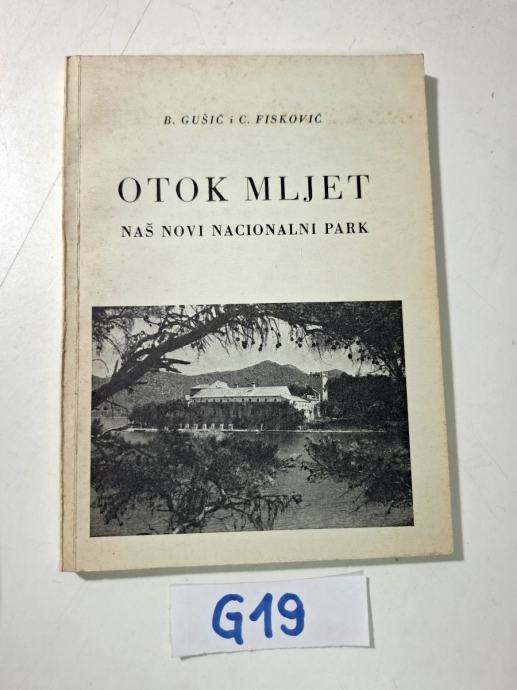 B. GUŠIĆ i C. FISKOVIĆ
OTOK MLJET
NAŠ NOVI NACIONALNI PARK
G19